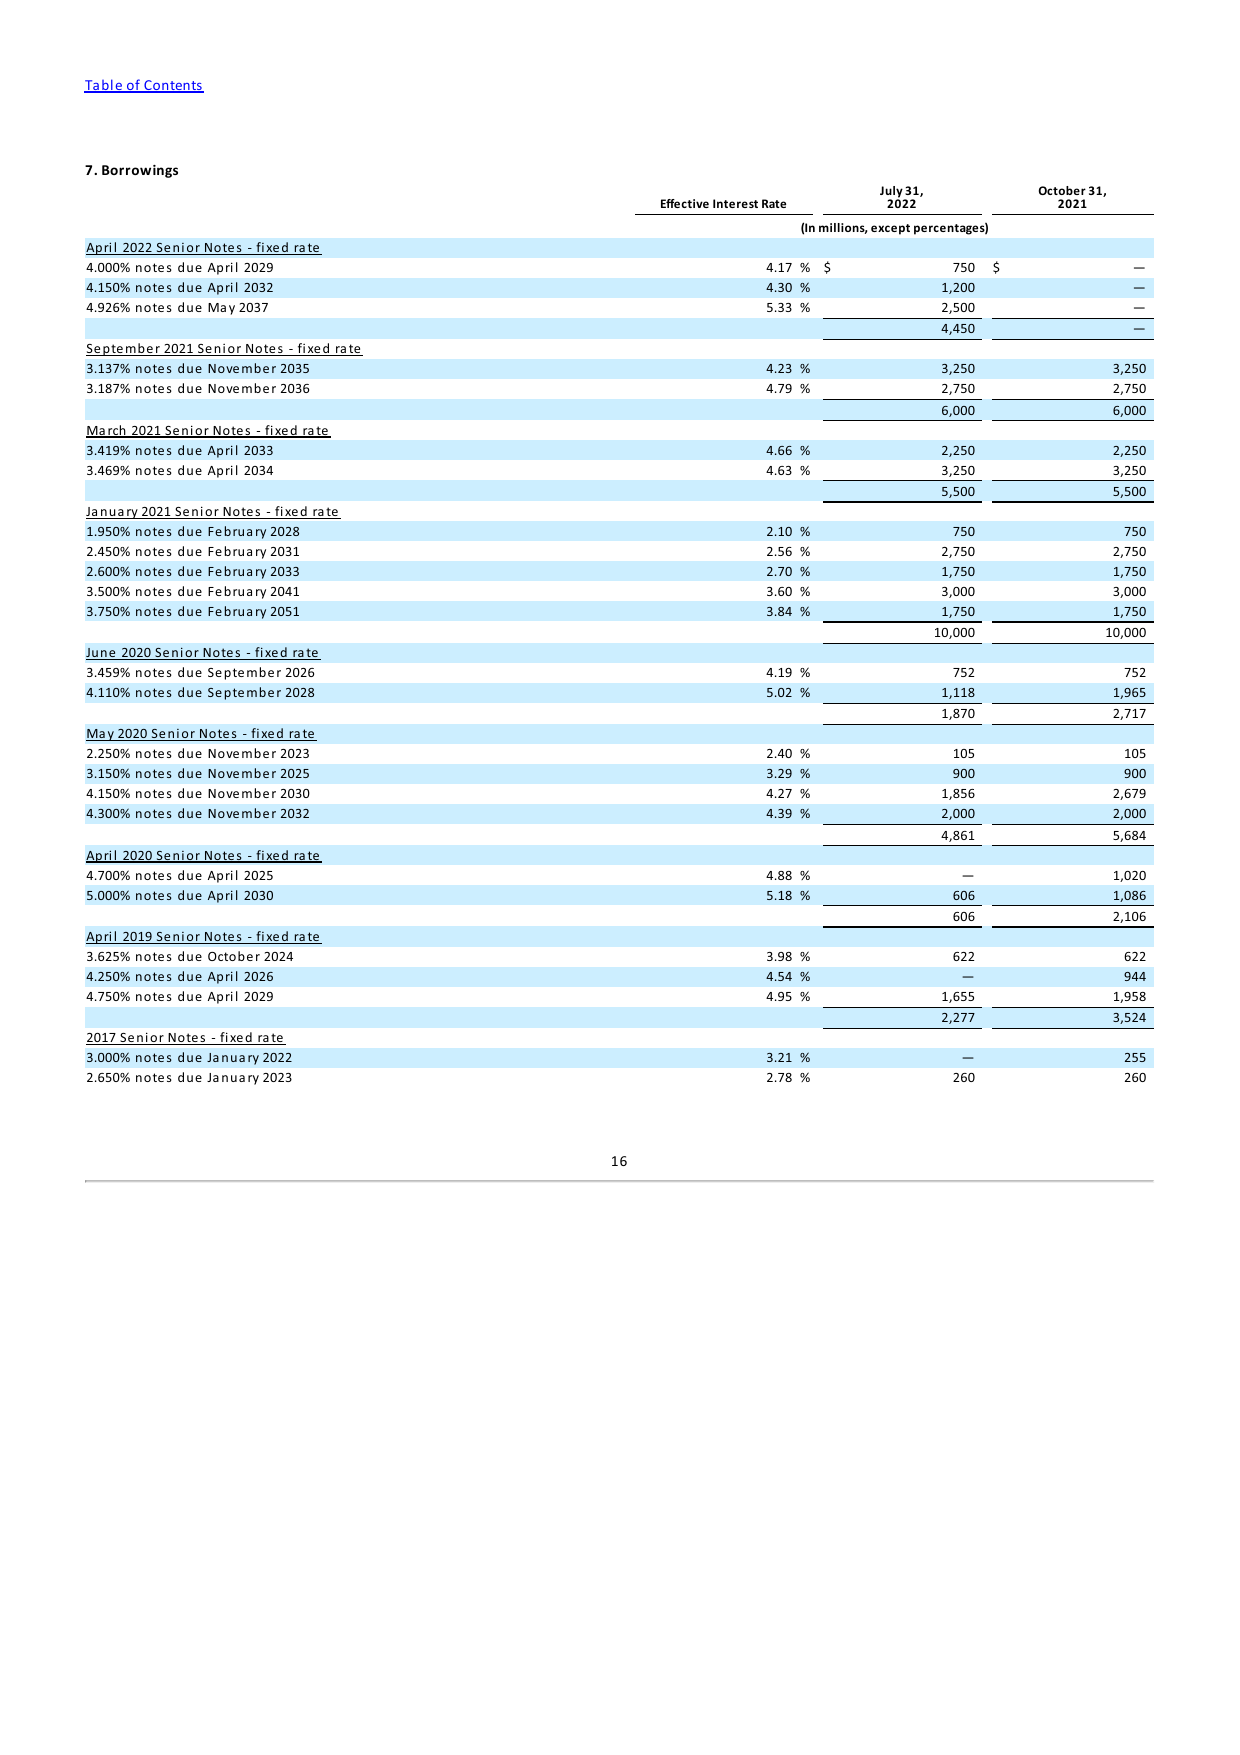 Table of Contents
7. Borrowings
Effective Interest Rate July 31, 2022 October 31, 2021
(In millions, except percentages)
April 2022 Senior Notes - fixed rate
4.000% notes due April 2029 4.17 % $ 750 $ —
4.150% notes due April 2032 4.30 % 1,200 —
4.926% notes due May 2037 5.33 % 2,500 —
4,450 —
September 2021 Senior Notes - fixed rate
3.137% notes due November 2035 4.23 % 3,250 3,250
3.187% notes due November 2036 4.79 % 2,750 2,750
6,000 6,000
March 2021 Senior Notes - fixed rate
3.419% notes due April 2033 4.66 % 2,250 2,250
3.469% notes due April 2034 4.63 % 3,250 3,250
5,500 5,500
January 2021 Senior Notes - fixed rate
1.950% notes due February 2028 2.10 % 750 750
2.450% notes due February 2031 2.56 % 2,750 2,750
2.600% notes due February 2033 2.70 % 1,750 1,750
3.500% notes due February 2041 3.60 % 3,000 3,000
3.750% notes due February 2051 3.84 % 1,750 1,750
10,000 10,000
June 2020 Senior Notes - fixed rate
3.459% notes due September 2026 4.19 % 752 752
4.110% notes due September 2028 5.02 % 1,118 1,965
1,870 2,717
May 2020 Senior Notes - fixed rate
2.250% notes due November 2023 2.40 % 105 105
3.150% notes due November 2025 3.29 % 900 900
4.150% notes due November 2030 4.27 % 1,856 2,679
4.300% notes due November 2032 4.39 % 2,000 2,000
4,861 5,684
April 2020 Senior Notes - fixed rate
4.700% notes due April 2025 4.88 % — 1,020
5.000% notes due April 2030 5.18 % 606 1,086
606 2,106
April 2019 Senior Notes - fixed rate
3.625% notes due October 2024 3.98 % 622 622
4.250% notes due April 2026 4.54 % — 944
4.750% notes due April 2029 4.95 % 1,655 1,958
2,277 3,524
2017 Senior Notes - fixed rate
3.000% notes due January 2022 3.21 % — 255
2.650% notes due January 2023 2.78 % 260 260
16